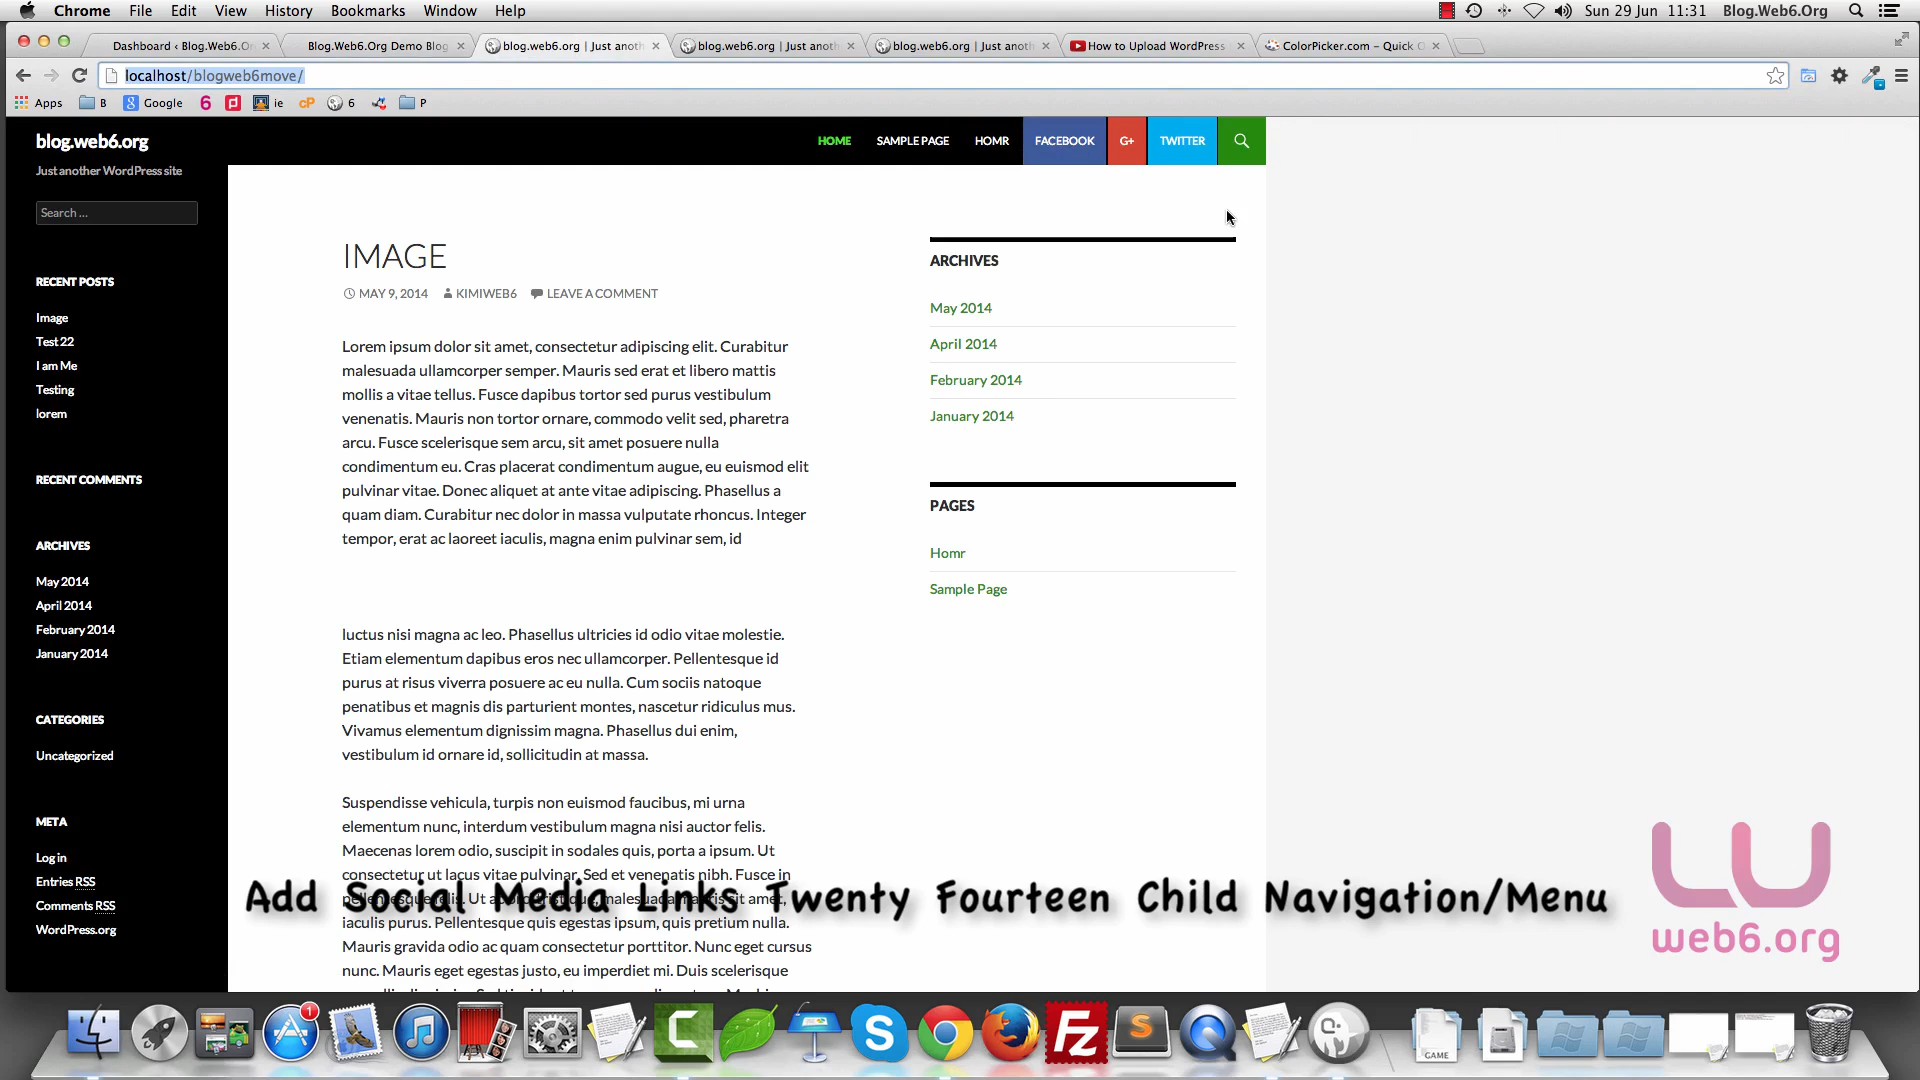 Chrome File Edit View History Bookmarks Window Help Sun 29 Jun 11:31 Blog.Web6.Org
Dashboard ‹ Blog.Web6.O Blog.Web6.Org Demo Blog blog.web6.org | Just anot blog.web6.org | Just anoth blog.web6.org | Just anoth How to Upload WordPress ColorPicker.com – Quick
localhost/blogweb6move/
Apps B Google 6 ie cP 6 P
blog.web6.org
Just another WordPress site
HOME SAMPLE PAGE HOMR FACEBOOK G+ TWITTER
Search ...
RECENT POSTS
Image
Test 22
I am Me
Testing
lorem
RECENT COMMENTS
ARCHIVES
May 2014
April 2014
February 2014
January 2014
CATEGORIES
Uncategorized
META
Log in
Entries RSS
Comments RSS
WordPress.org
IMAGE
MAY 9, 2014 KIMIWEB6 LEAVE A COMMENT
Lorem ipsum dolor sit amet, consectetur adipiscing elit. Curabitur
malesuada ullamcorper semper. Mauris sed erat et libero mattis
mollis a vitae tellus. Fusce dapibus tortor sed purus vestibulum
venenatis. Mauris non tortor ornare, commodo velit sed, pharetra
arcu. Fusce scelerisque sem arcu, sit amet posuere nulla
condimentum eu. Cras placerat condimentum augue, eu euismod elit
pulvinar vitae. Donec aliquet at ante vitae adipiscing. Phasellus a
quam diam. Curabitur nec dolor in massa vulputate rhoncus. Integer
tempor, erat ac laoreet iaculis, magna enim pulvinar sem, id
luctus nisi magna ac leo. Phasellus ultricies id odio vitae molestie.
Etiam elementum dapibus eros nec ullamcorper. Pellentesque id
purus at risus viverra posuere ac eu nulla. Cum sociis natoque
penatibus et magnis dis parturient montes, nascetur ridiculus mus.
Vivamus elementum dignissim magna. Phasellus dui enim,
vestibulum id ornare id, sollicitudin at massa.
Suspendisse vehicula, turpis non euismod faucibus, mi urna
elementum nunc, interdum vestibulum magna nisi auctor felis.
Maecenas lorem odio, suscipit in sodales quis, porta a ipsum. Ut
consectetur ut lacus vitae pulvinar. Sed et venenatis nibh. Fusce in
iaculis purus. Pellentesque quis egestas ipsum, quis pretium nulla.
Mauris gravida odio ac quam consectetur porttitor. Nunc eget cursus
nunc. Mauris eget egestas justo, eu imperdiet mi. Duis scelerisque
ARCHIVES
May 2014
April 2014
February 2014
January 2014
PAGES
Homr
Sample Page
Add Social Media Links Twenty Fourteen Child Navigation/Menu
web6.org
1
GAME